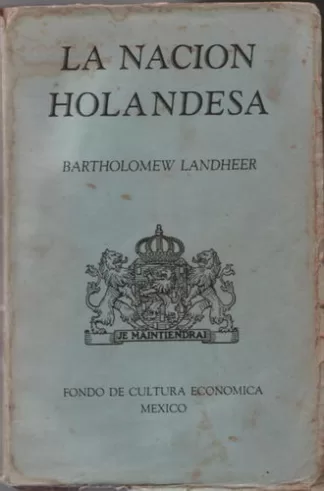 LA NACION
HOLANDESA
BARTHOLOMEW LANDHEER
JE MAINTIENDRAI
FONDO DE CULTURA ECONOMICA
MEXICO